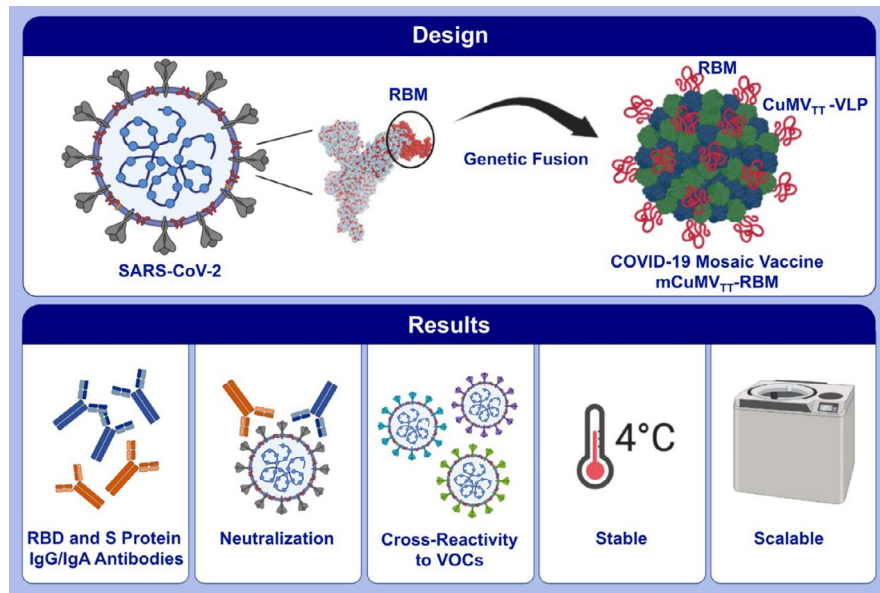 Design
RBM
RBM
CuMVTT -VLP
Genetic Fusion
SARS-CoV-2
COVID-19 Mosaic Vaccine
mCuMVTT-RBM
Results
4°C
RBD and S Protein
IgG/IgA Antibodies
Neutralization
Cross-Reactivity
to VOCs
Stable
Scalable